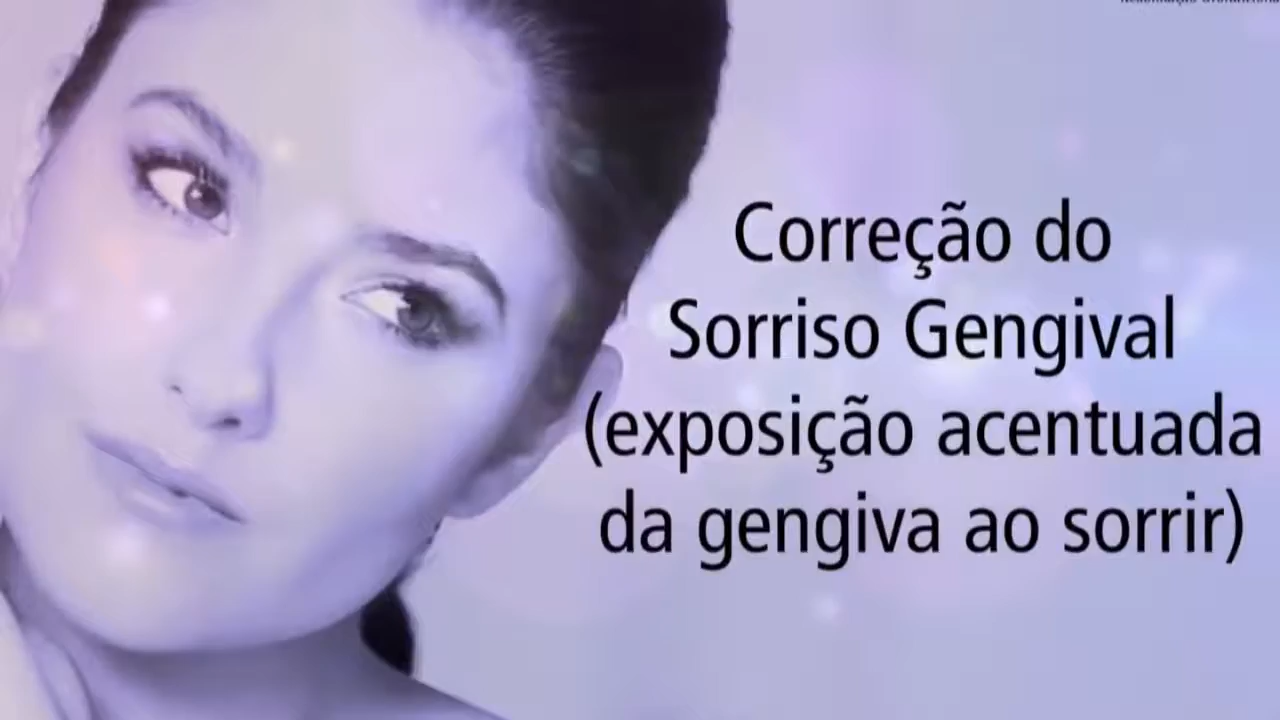 Correção do
Sorriso Gengival
(exposição acentuada
da gengiva ao sorrir)